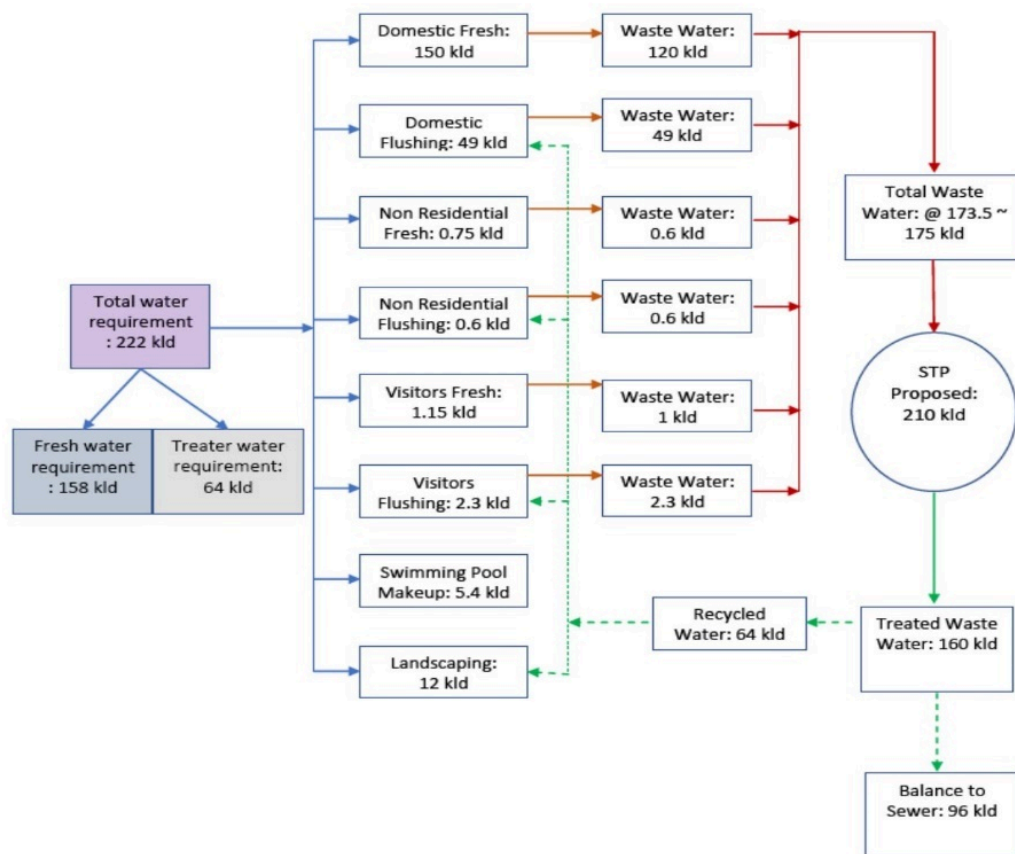 Total water
requirement
: 222 kld
Fresh water
requirement
: 158 kld
Treater water
requirement:
64 kld
Domestic Fresh:
150 kld
Domestic
Flushing: 49 kld
Non Residential
Fresh: 0.75 kld
Non Residential
Flushing: 0.6 kld
Visitors Fresh:
1.15 kld
Visitors
Flushing: 2.3 kld
Swimming Pool
Makeup: 5.4 kld
Landscaping:
12 kld
Waste Water:
120 kld
Waste Water:
49 kld
Waste Water:
0.6 kld
Waste Water:
0.6 kld
Waste Water:
1 kld
Waste Water:
2.3 kld
Recycled
Water: 64 kld
Total Waste
Water: @ 173.5 ~
175 kld
STP
Proposed:
210 kld
Treated Waste
Water: 160 kld
Balance to
Sewer: 96 kld